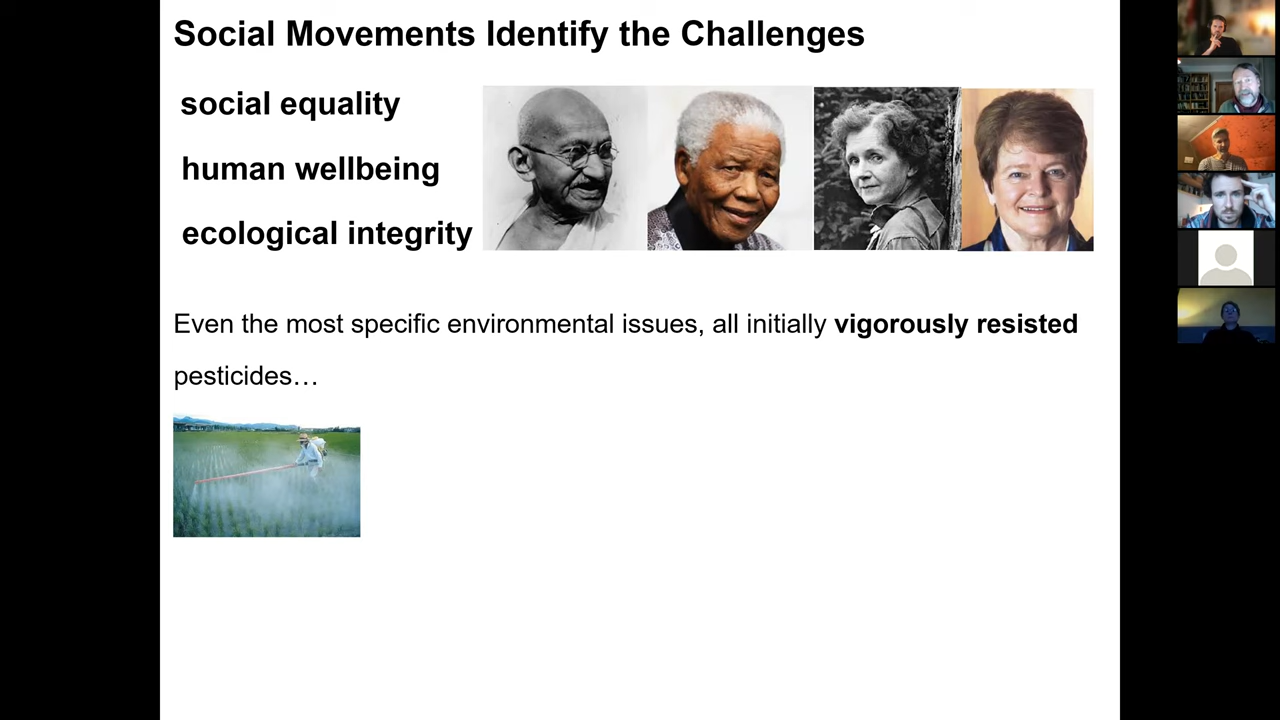 Social Movements Identify the Challenges
social equality
human wellbeing
ecological integrity
Even the most specific environmental issues, all initially vigorously resisted
pesticides…